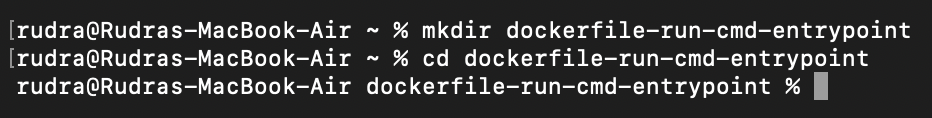 [rudra@Rudras-MacBook-Air ~ % mkdir dockerfile-run-cmd-entrypoint
[rudra@Rudras-MacBook-Air ~ % cd dockerfile-run-cmd-entrypoint
rudra@Rudras-MacBook-Air dockerfile-run-cmd-entrypoint %